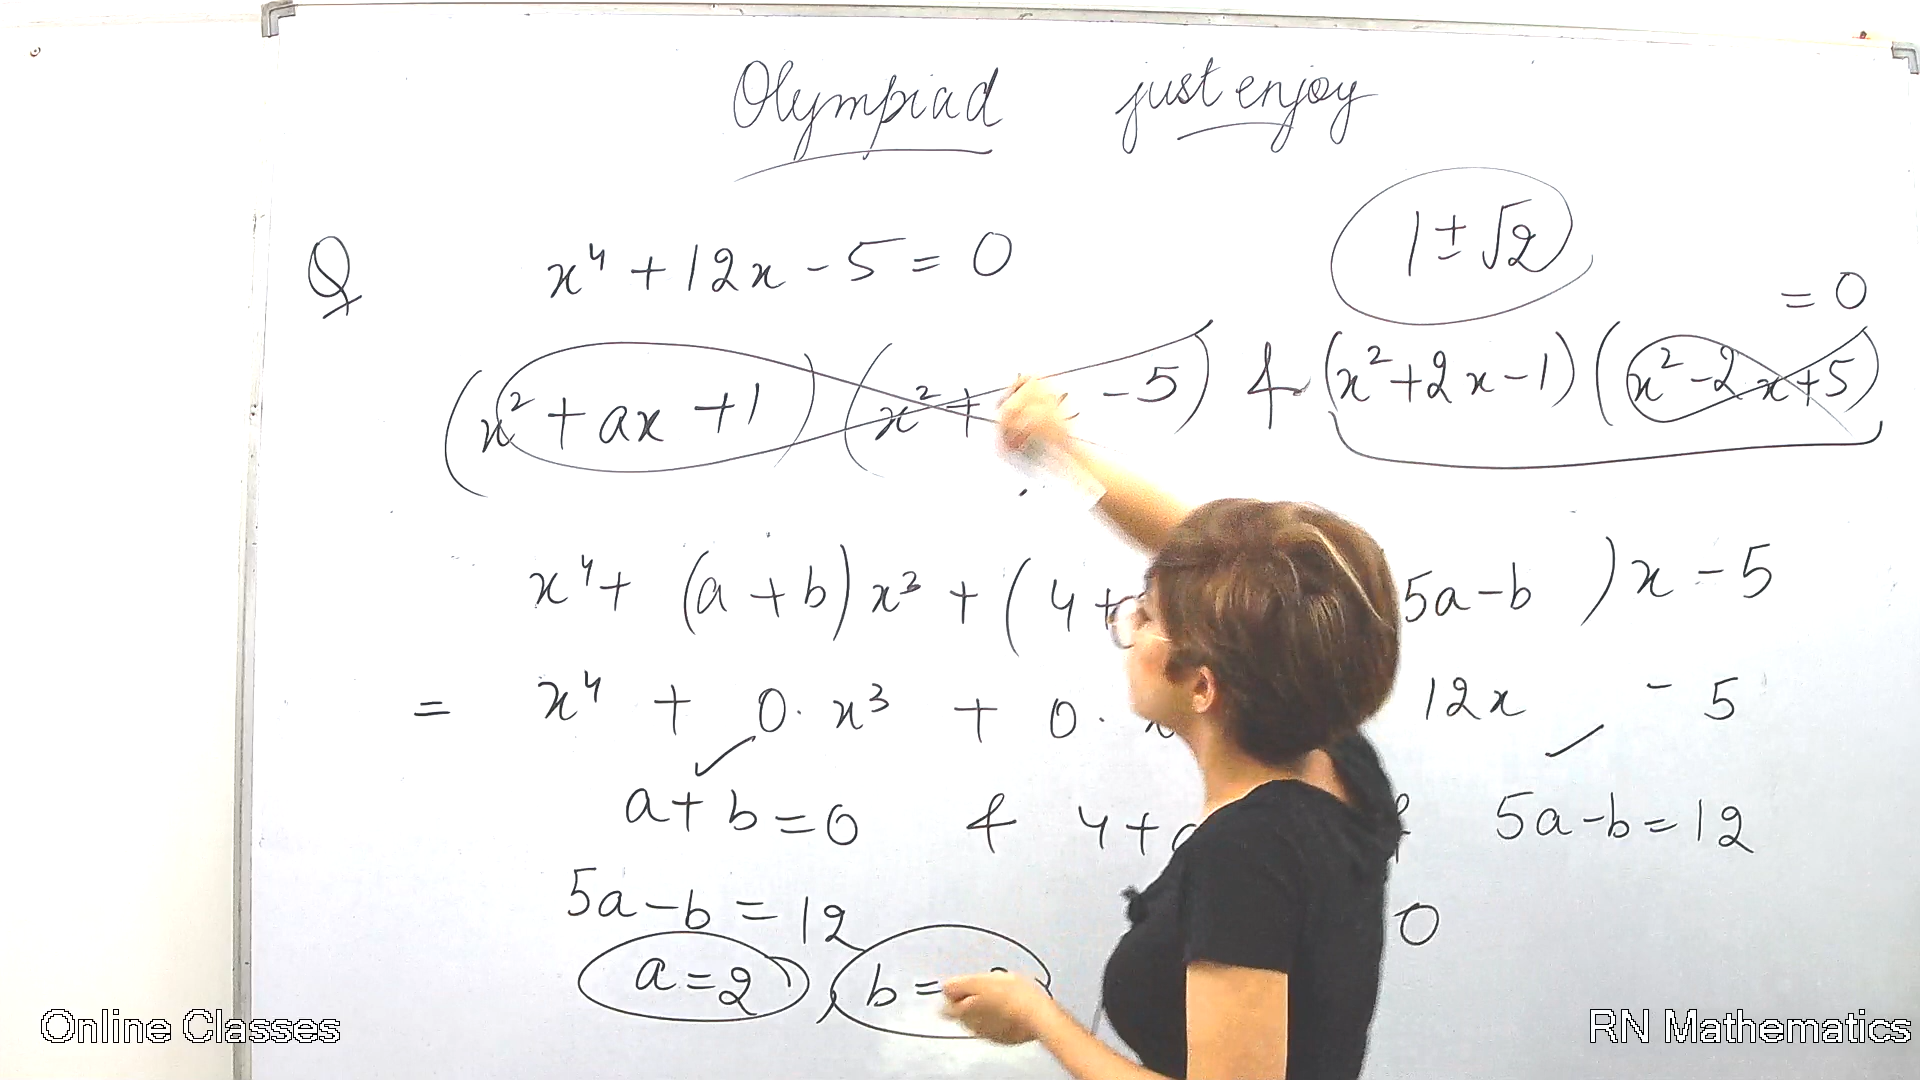 Olympiad just enjoy
1 ± √2
Q x⁴ + 12x - 5 = 0
= 0
(x² + ax + 1) (x² + - 5) & (x² + 2x - 1) (x² - 2x + 5)
x⁴ + (a + b) x³ + (4 + 5a - b ) x - 5
= x⁴ + 0. x³ + 0. 12x - 5
a + b = 0 & 4 + 5a - b = 12
5a - b = 12 0
a = 2, b =
Online Classes
RN Mathematics